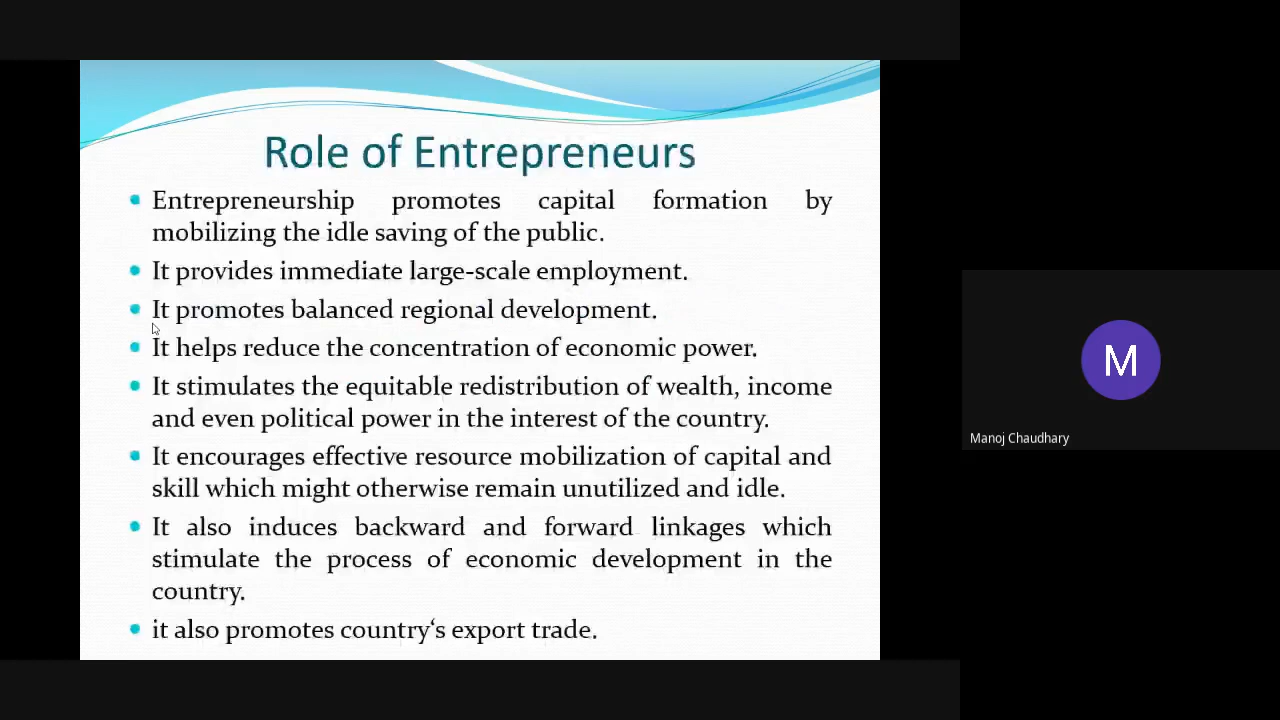 Role of Entrepreneurs
Entrepreneurship promotes capital formation by
mobilizing the idle saving of the public.
It provides immediate large-scale employment.
It promotes balanced regional development.
It helps reduce the concentration of economic power.
It stimulates the equitable redistribution of wealth, income
and even political power in the interest of the country.
It encourages effective resource mobilization of capital and
skill which might otherwise remain unutilized and idle.
It also induces backward and forward linkages which
stimulate the process of economic development in the
country.
it also promotes country‘s export trade.
M
Manoj Chaudhary